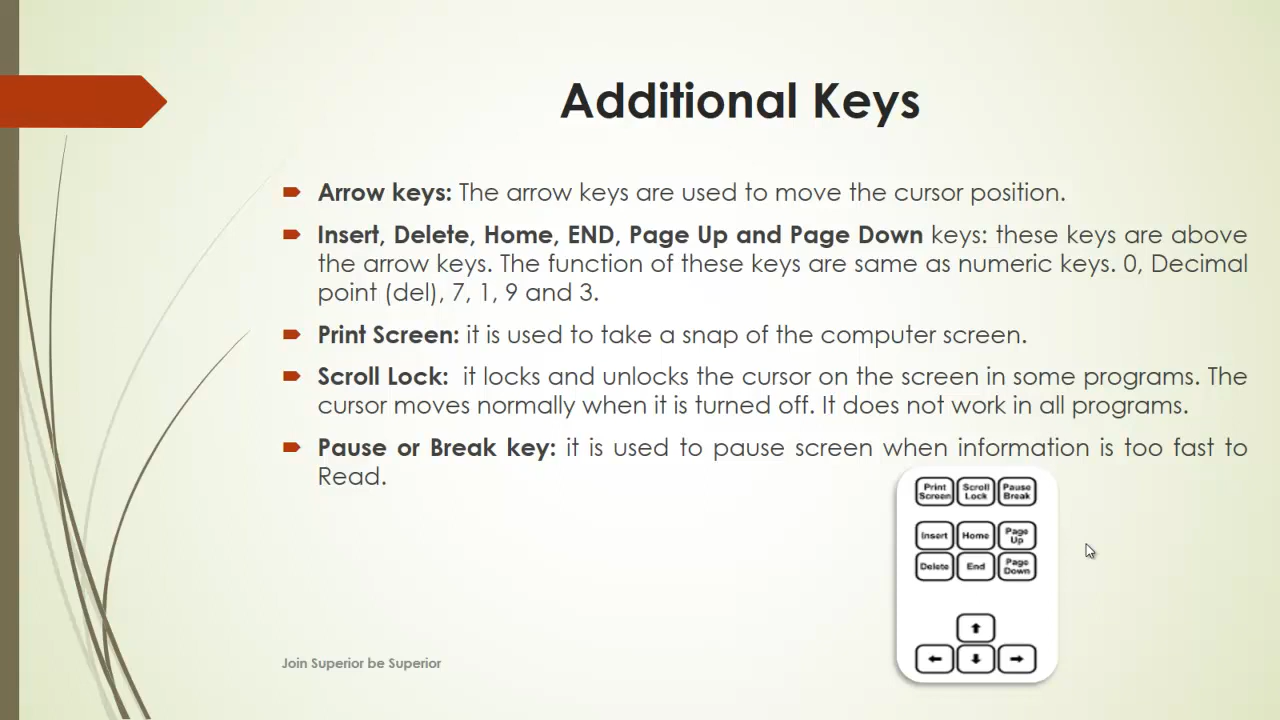 Additional Keys
Arrow keys: The arrow keys are used to move the cursor position.
Insert, Delete, Home, END, Page Up and Page Down keys: these keys are above
the arrow keys. The function of these keys are same as numeric keys. 0, Decimal
point (del), 7, 1, 9 and 3.
Print Screen: it is used to take a snap of the computer screen.
Scroll Lock:  it locks and unlocks the cursor on the screen in some programs. The
cursor moves normally when it is turned off. It does not work in all programs.
Pause or Break key: it is used to pause screen when information is too fast to
Read.
Print Scroll Pause
Screen Lock Break
Insert Home Page Up
Delete End Page Down
Join Superior be Superior